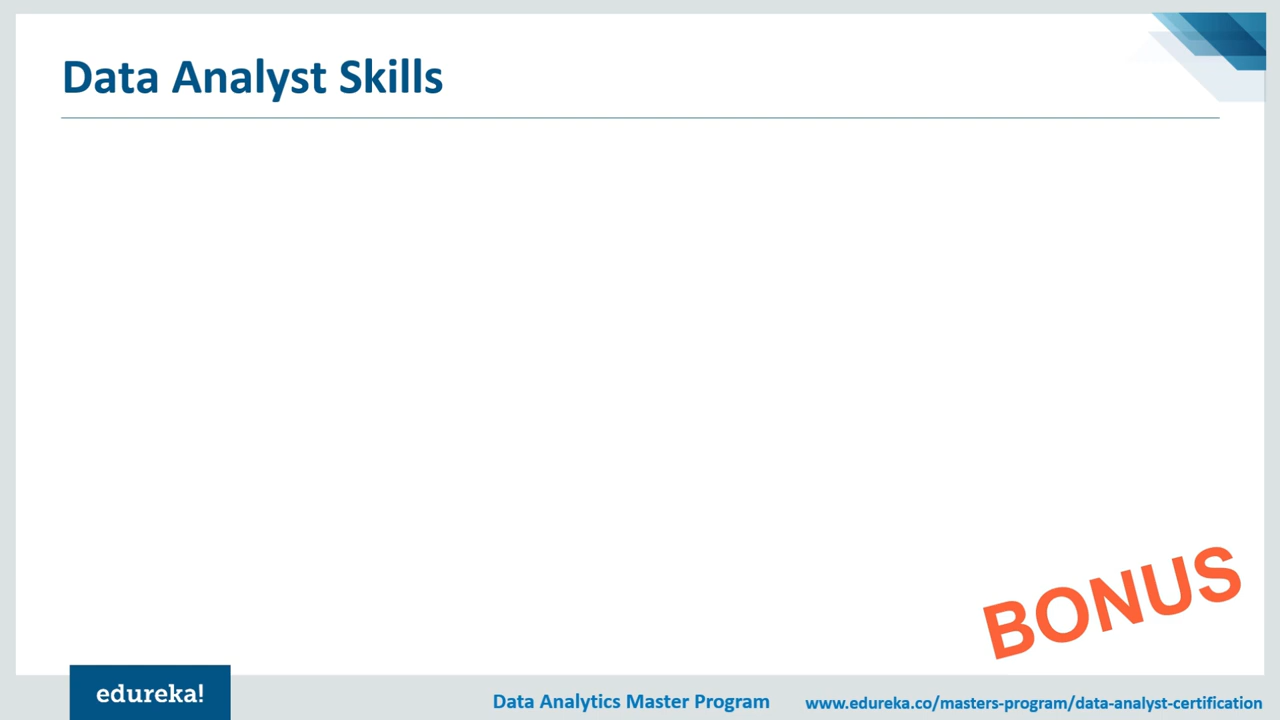 Data Analyst Skills
BONUS
edureka!
Data Analytics Master Program
www.edureka.co/masters-program/data-analyst-certification